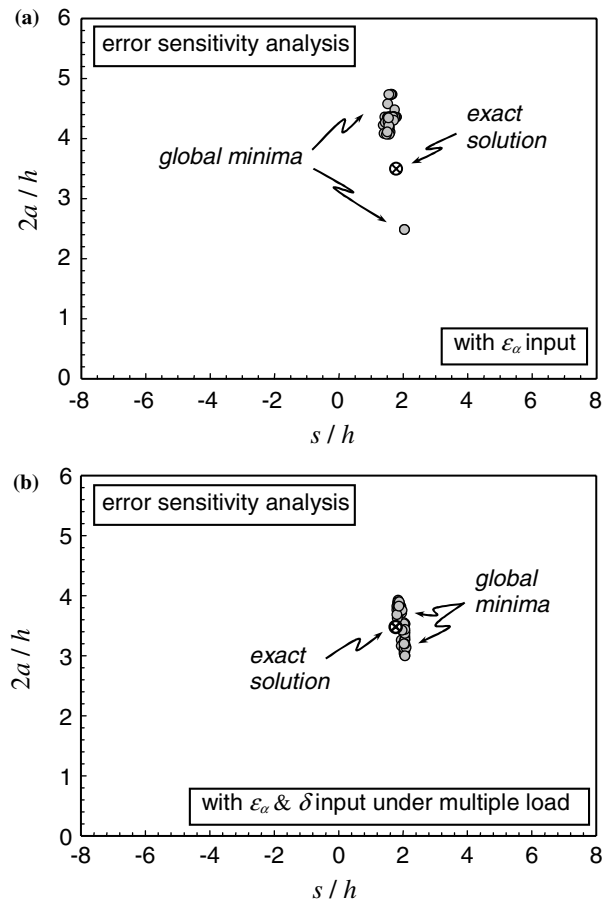 (a)
6
error sensitivity analysis
5
exact
solution
4
global minima
2a / h
3
2
1
with εα input
0
-8 -6 -4 -2 0 2 4 6 8
s / h
(b)
6
error sensitivity analysis
5
global
minima
4
2a / h
3
exact
solution
2
1
with εα & δ input under multiple load
0
-8 -6 -4 -2 0 2 4 6 8
s / h